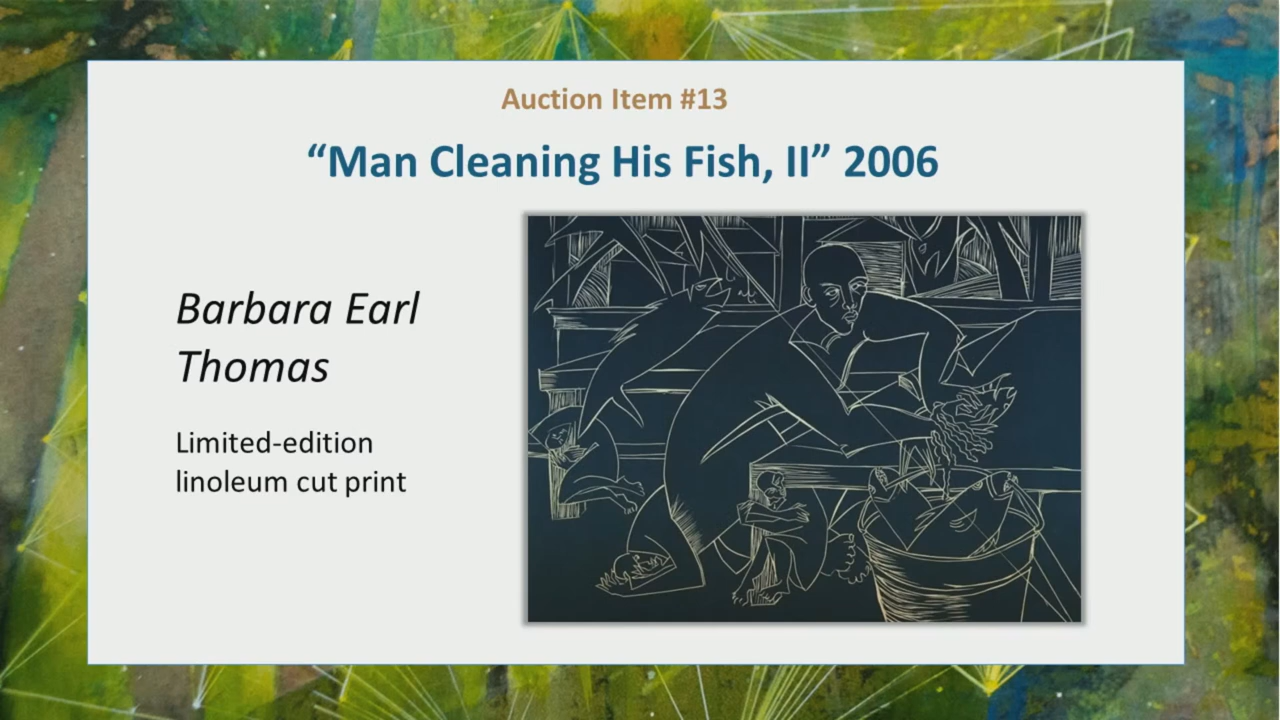 Auction Item #13
“Man Cleaning His Fish, II” 2006
Barbara Earl
Thomas
Limited-edition
linoleum cut print